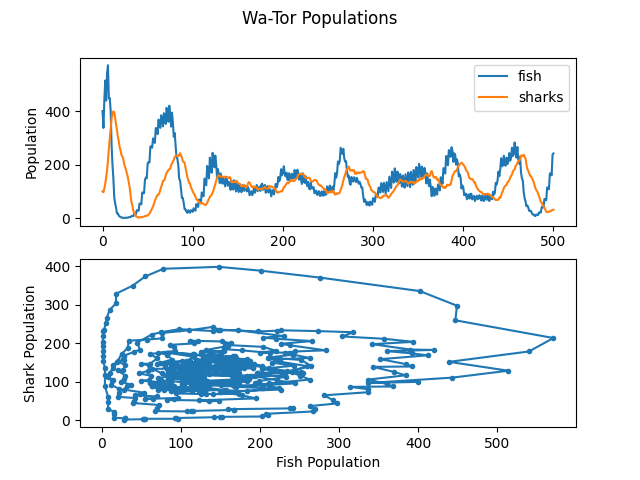 Wa-Tor Populations
fish
sharks
Population
400
200
0
0 100 200 300 400 500
Shark Population
400
300
200
100
0
0 100 200 300 400 500
Fish Population